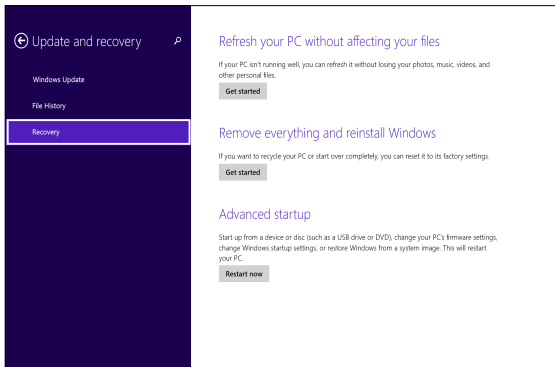 Update and recovery
Windows Update
File History
Recovery
Refresh your PC without affecting your files
If your PC isn't running well, you can refresh it without losing your photos, music, videos, and
other personal files.
Get started
Remove everything and reinstall Windows
If you want to recycle your PC or start over completely, you can reset it to its factory settings.
Get started
Advanced startup
Start up from a device or disc (such as a USB drive or DVD), change your PC's firmware settings,
change Windows startup settings, or restore Windows from a system image. This will restart
your PC.
Restart now